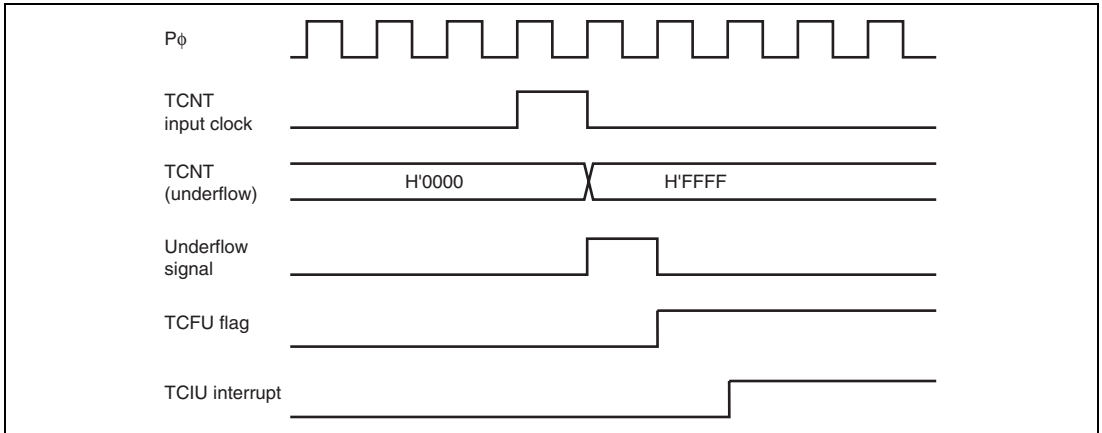 Pϕ
TCNT
input clock
TCNT
(underflow)
H'0000
H'FFFF
Underflow
signal
TCFU flag
TCIU interrupt